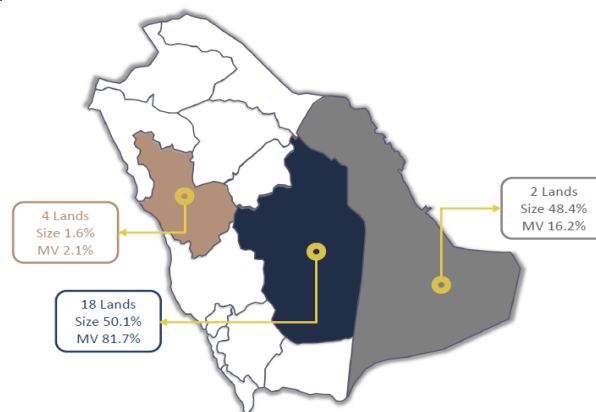 4 Lands
Size 1.6%
MV 2.1%
18 Lands
Size 50.1%
MV 81.7%
2 Lands
Size 48.4%
MV 16.2%